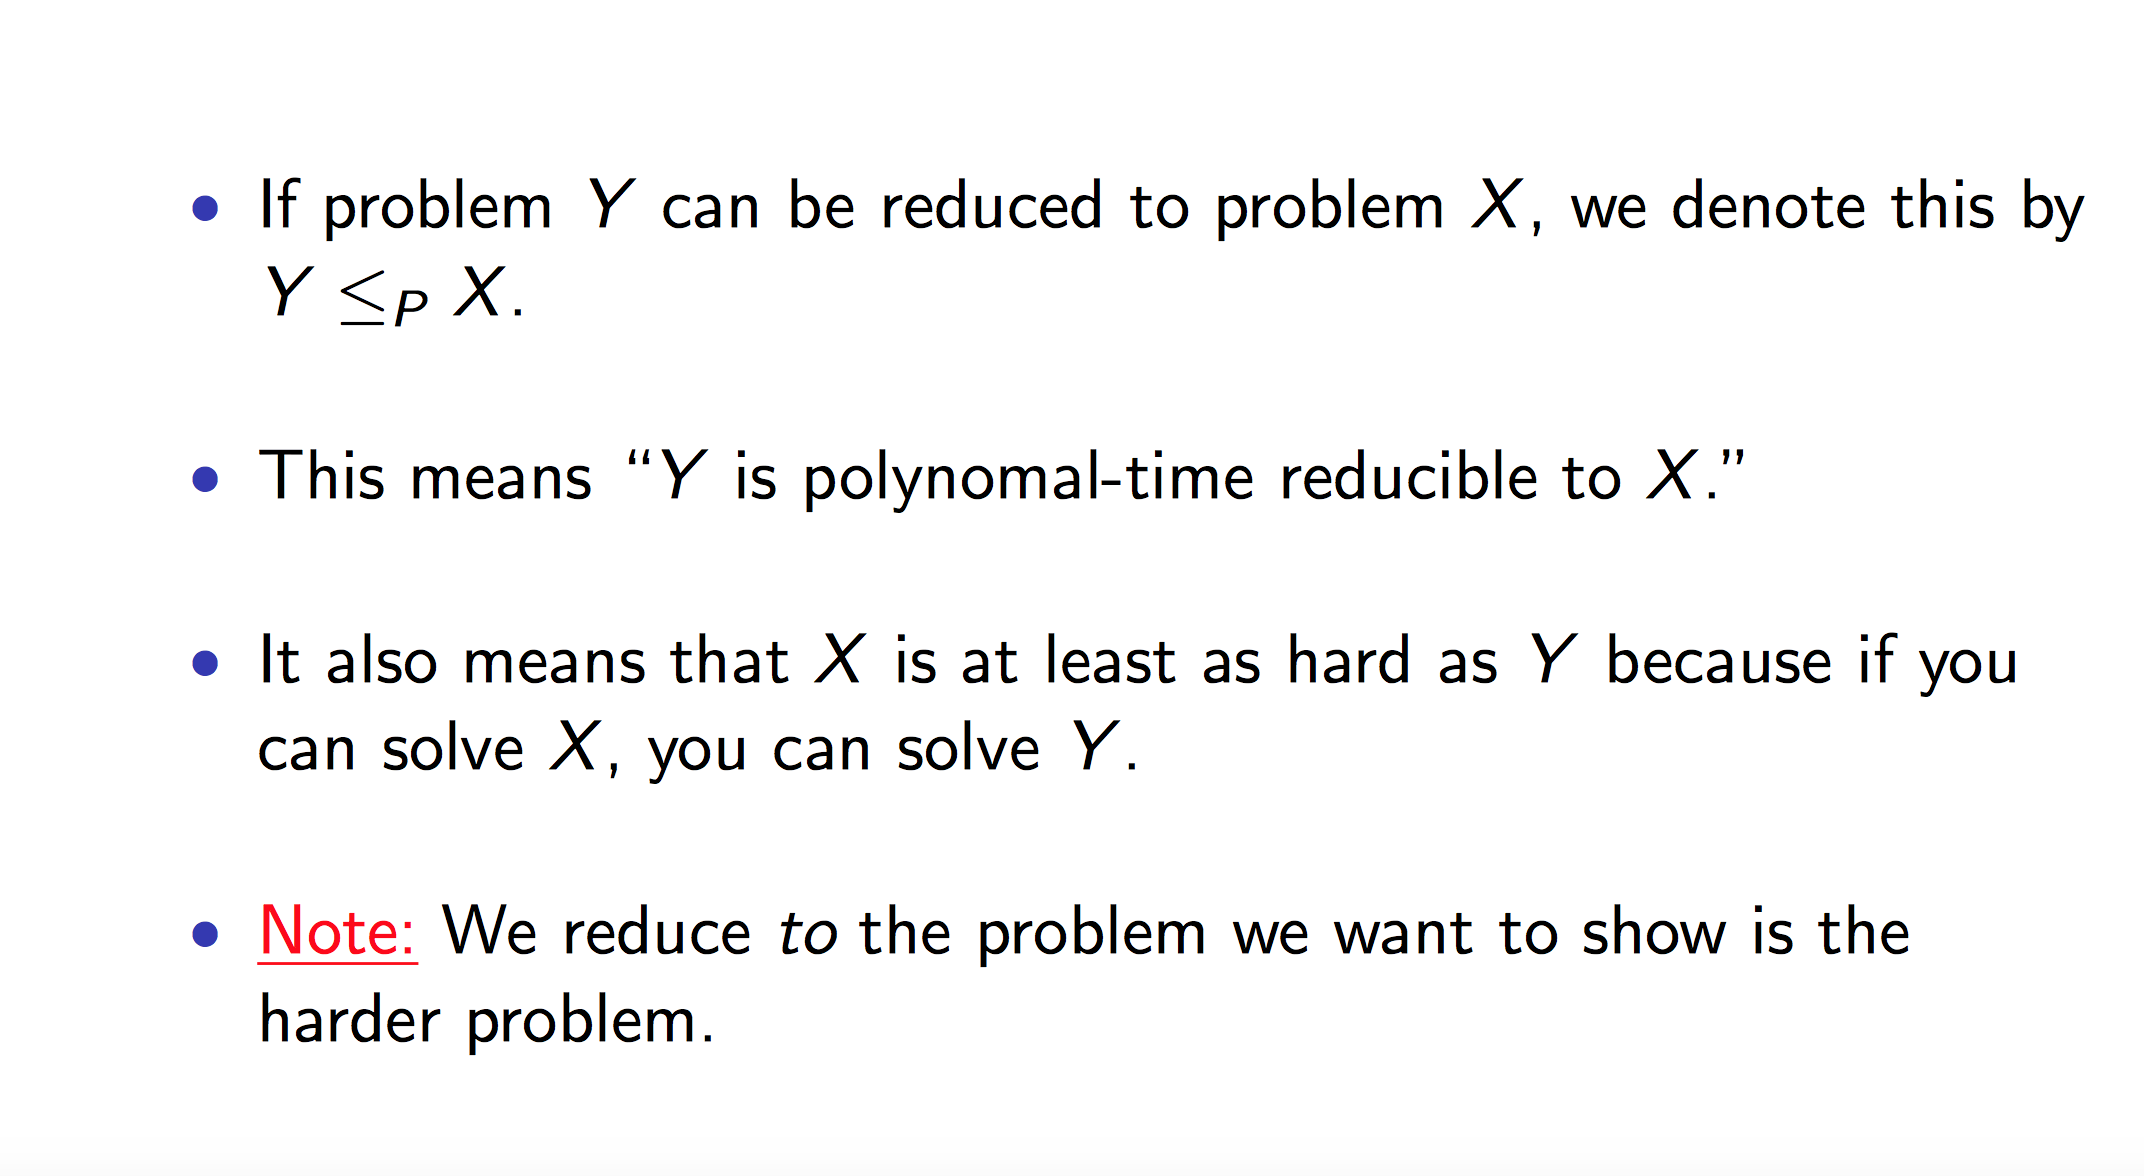 • If problem Y can be reduced to problem X, we denote this by
Y ≤P X.
• This means “Y is polynomal-time reducible to X.”
• It also means that X is at least as hard as Y because if you
can solve X, you can solve Y.
• Note: We reduce to the problem we want to show is the
harder problem.